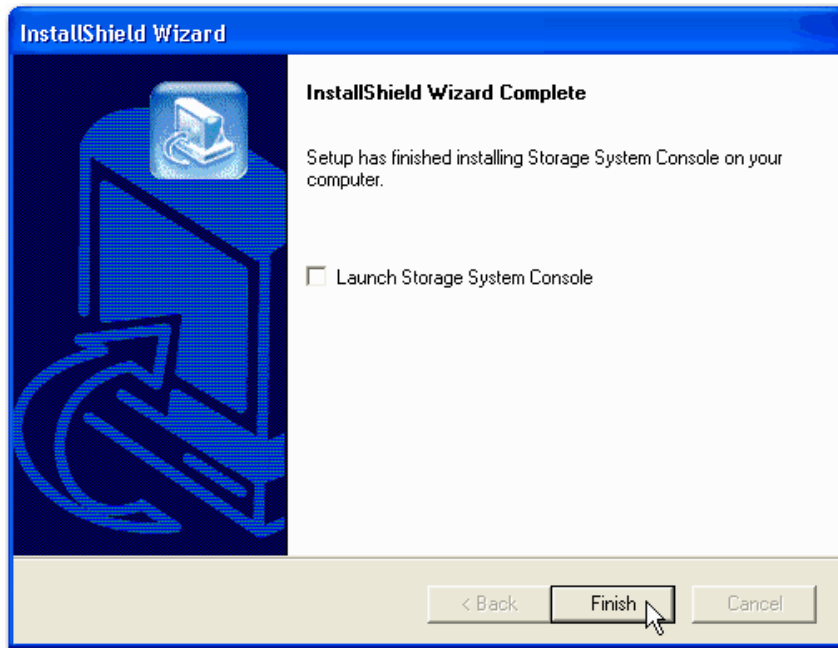 InstallShield Wizard
InstallShield Wizard Complete
Setup has finished installing Storage System Console on your
computer.
Launch Storage System Console
< Back
Finish
Cancel